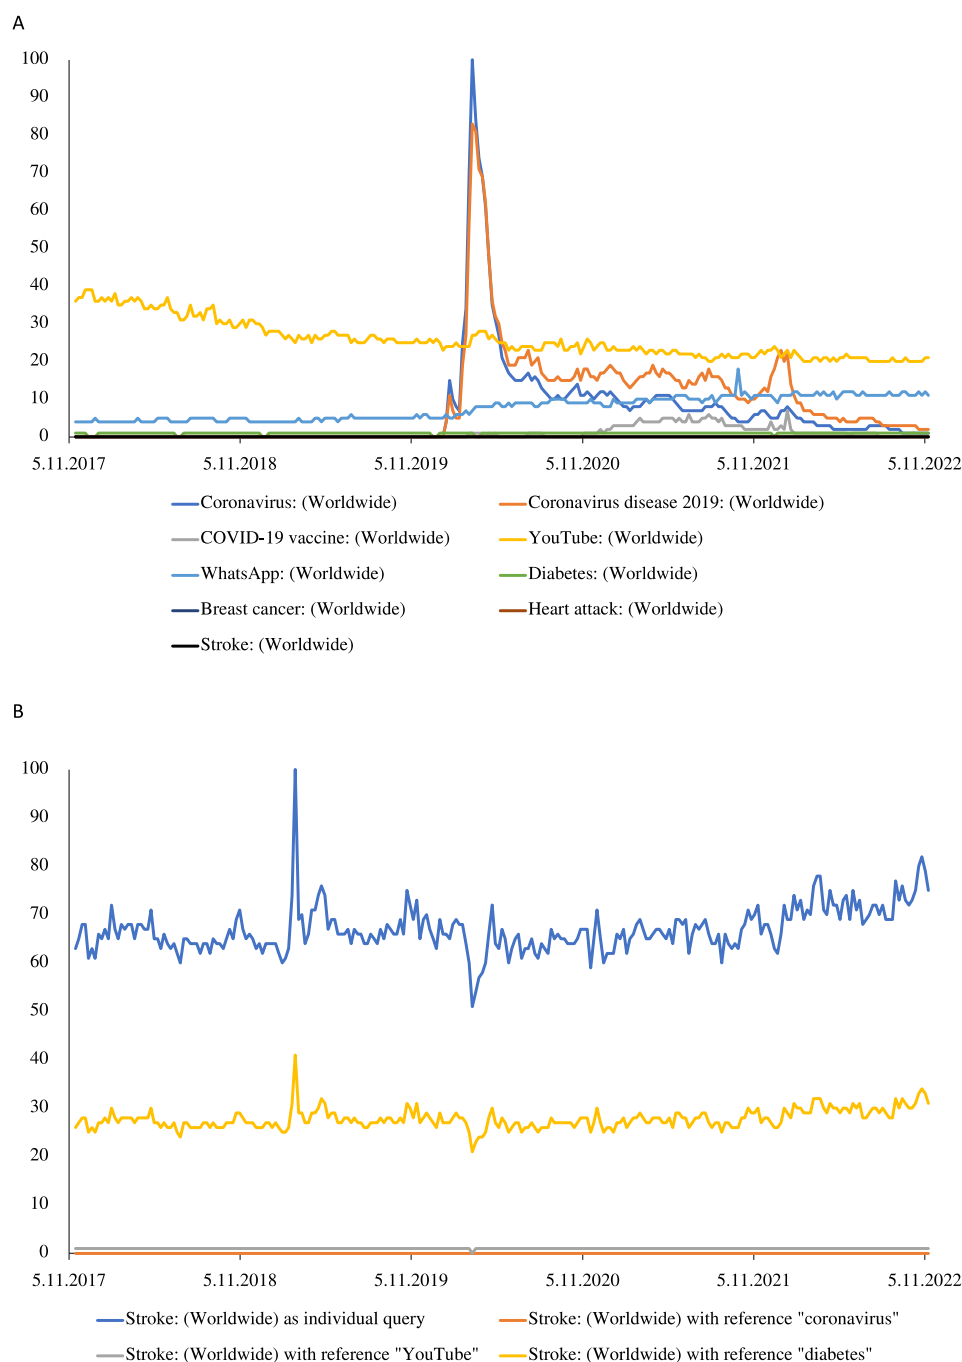 A
100
90
80
70
60
50
40
30
20
10
0
5.11.2017 5.11.2018 5.11.2019 5.11.2020 5.11.2021 5.11.2022
Coronavirus: (Worldwide) Coronavirus disease 2019: (Worldwide)
COVID-19 vaccine: (Worldwide) YouTube: (Worldwide)
WhatsApp: (Worldwide) Diabetes: (Worldwide)
Breast cancer: (Worldwide) Heart attack: (Worldwide)
Stroke: (Worldwide)
B
100
90
80
70
60
50
40
30
20
10
0
5.11.2017 5.11.2018 5.11.2019 5.11.2020 5.11.2021 5.11.2022
Stroke: (Worldwide) as individual query Stroke: (Worldwide) with reference "coronavirus"
Stroke: (Worldwide) with reference "YouTube" Stroke: (Worldwide) with reference "diabetes"